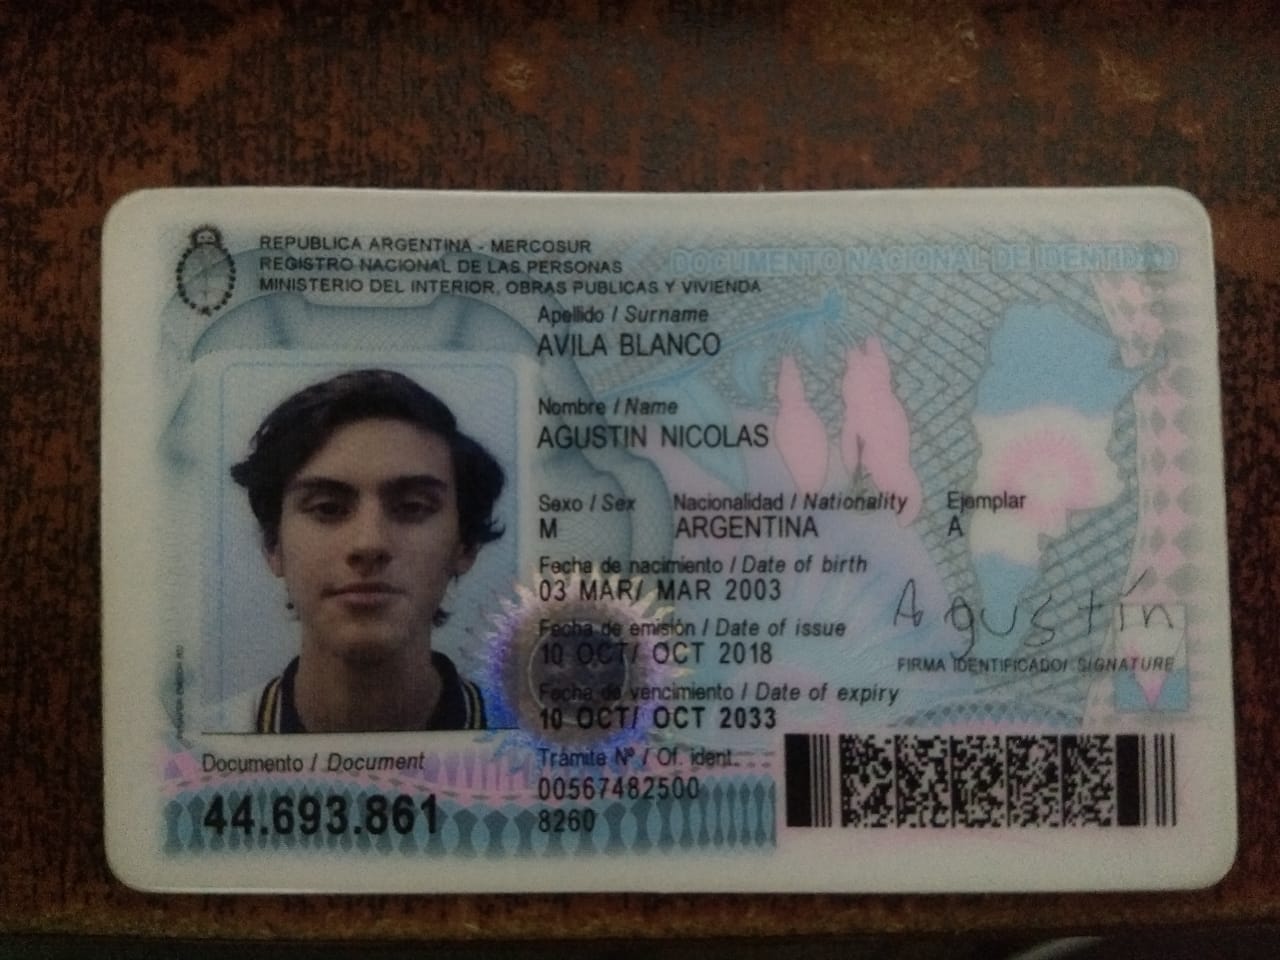 REPUBLICA ARGENTINA - MERCOSUR
REGISTRO NACIONAL DE LAS PERSONAS
MINISTERIO DEL INTERIOR, OBRAS PUBLICAS Y VIVIENDA
DOCUMENTO NACIONAL DE IDENTIDAD
Apellido / Surname
AVILA BLANCO
Nombre / Name
AGUSTIN NICOLAS
Sexo / Sex Nacionalidad / Nationality Ejemplar
M ARGENTINA A
Fecha de nacimiento / Date of birth
03 MAR/ MAR 2003
Fecha de emisión / Date of issue
10 OCT/ OCT 2018
Agustín
FIRMA IDENTIFICADO/ SIGNATURE
Fecha de vencimiento / Date of expiry
10 OCT/ OCT 2033
Documento / Document
44.693.861
Trámite Nº / Of. ident.
00567482500
8260